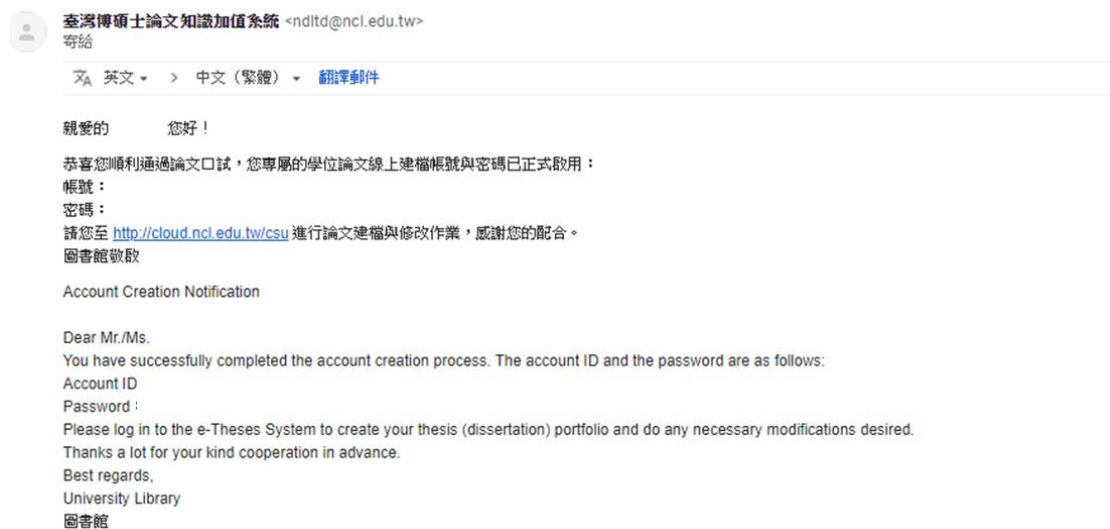 臺灣博碩士論文知識加值系統 <ndltd@ncl.edu.tw>
寄給
英文 > 中文（繁體） 翻譯郵件
親愛的 您好！
恭喜您順利通過論文口試，您專屬的學位論文線上建檔帳號與密碼已正式啟用：
帳號：
密碼：
請您至 http://cloud.ncl.edu.tw/csu 進行論文建檔與修改作業，感謝您的配合。
圖書館敬啟
Account Creation Notification
Dear Mr./Ms.
You have successfully completed the account creation process. The account ID and the password are as follows:
Account ID
Password :
Please log in to the e-Theses System to create your thesis (dissertation) portfolio and do any necessary modifications desired.
Thanks a lot for your kind cooperation in advance.
Best regards,
University Library
圖書館